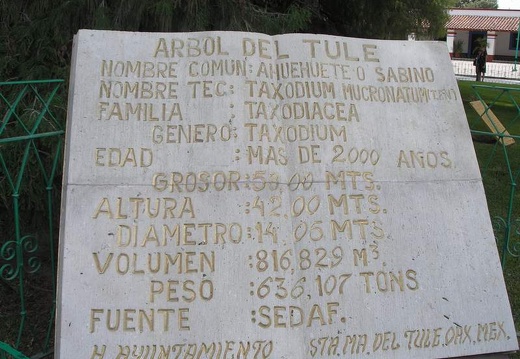 ARBOL DEL TULE
NOMBRE COMUN: AHUEHUETE O SABINO
NOMBRE TEC: TAXODIUM MUCRONATUM
FAMILIA : TAXODIACEA
GENERO: TAXODIUM
EDAD : MAS DE 2000 AÑOS.
GROSOR: 58,00 MTS.
ALTURA : 42,00 MTS.
DIAMETRO: 14,05 MTS.
VOLUMEN : 816,829 M³.
PESO : 636,107 TONS
FUENTE : SEDAF.
H. AYUNTAMIENTO STA. MA. DEL TULE, OAX. MEX.